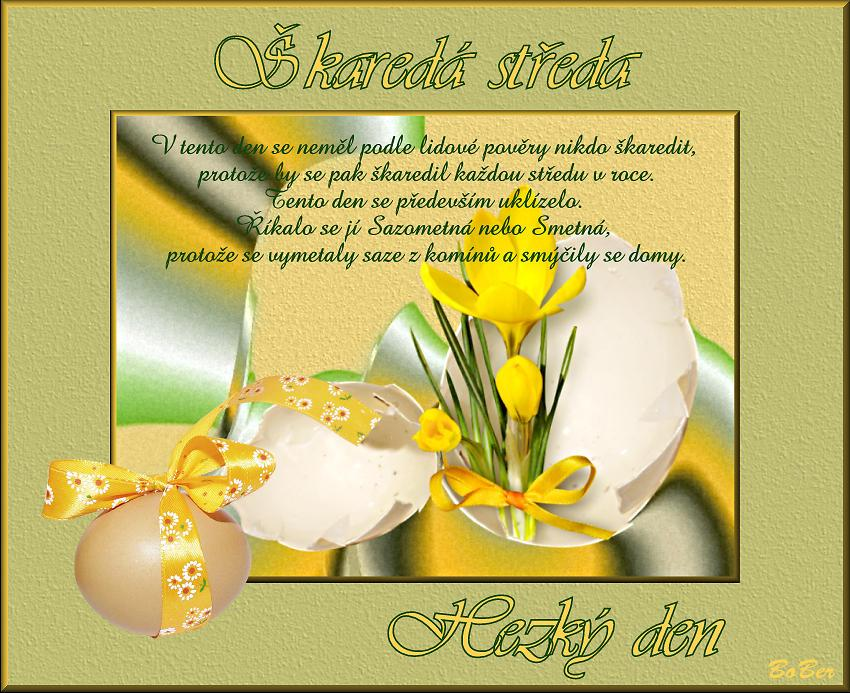 Škaredá středa
V tento den se neměl podle lidové pověry nikdo škaredit,
protože by se pak škaredil každou středu v roce.
Tento den se především uklízelo.
Říkalo se jí Sazometná nebo Smetná,
protože se vymetaly saze z komínů a smýčily se domy.
Hezký den
BoBer